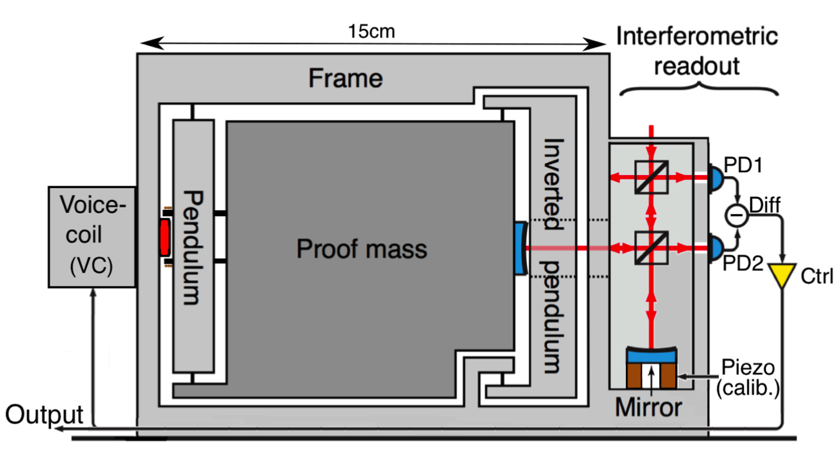 15cm
Interferometric
readout
Frame
PD1
Voice-
coil
(VC)
Pendulum
Proof mass
Inverted
pendulum
Diff
PD2
Ctrl
Piezo
(calib.)
Mirror
Output